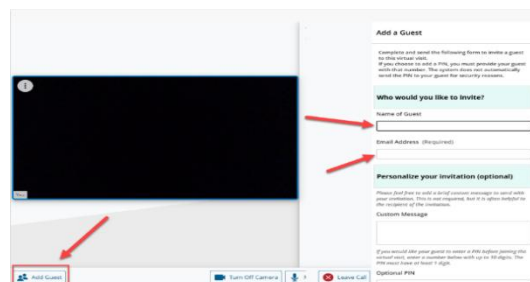 Add a Guest
Complete and send the following form to invite a guest
to this virtual visit.
If you choose to add a PIN, you must provide your guest
with that number. The system does not automatically
send the PIN to your guest for security reasons.
Who would you like to invite?
Name of Guest
Email Address (Required)
Personalize your invitation (optional)
Please feel free to add a brief custom message to send with
your invitation. This is not required, but it is often helpful to
the recipient of the invitation.
Custom Message
If you would like your guest to enter a PIN before joining this
virtual visit, enter a number below with up to 10 digits. The
PIN must have at least 1 digit.
Optional PIN
Add Guest
Turn Off Camera
Leave Call